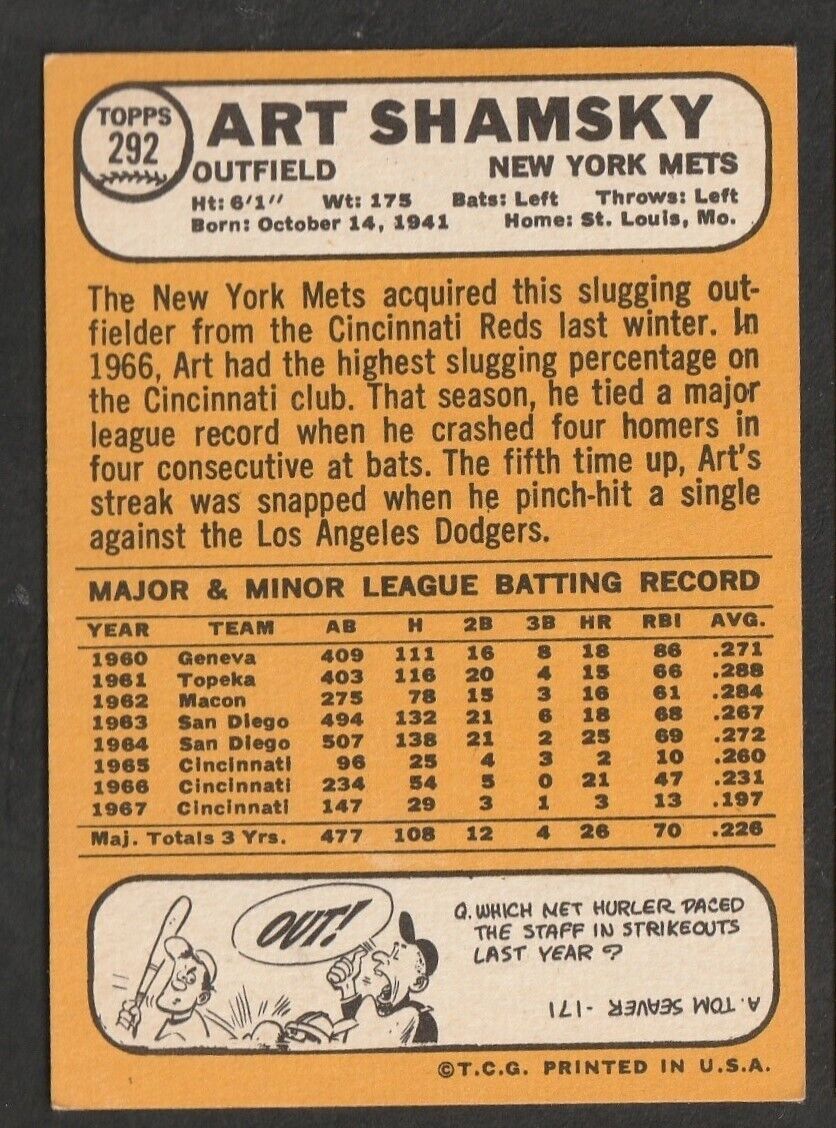 TOPPS
292
ART SHAMSKY
OUTFIELD NEW YORK METS
Ht: 6'1" Wt: 175 Bats: Left Throws: Left
Born: October 14, 1941 Home: St. Louis, Mo.
The New York Mets acquired this slugging out-
fielder from the Cincinnati Reds last winter. In
1966, Art had the highest slugging percentage on
the Cincinnati club. That season, he tied a major
league record when he crashed four homers in
four consecutive at bats. The fifth time up, Art's
streak was snapped when he pinch-hit a single
against the Los Angeles Dodgers.
MAJOR & MINOR LEAGUE BATTING RECORD
YEAR TEAM AB H 2B 3B HR RBI AVG.
1960 Geneva 409 111 16 8 18 86 .271
1961 Topeka 403 116 20 4 15 66 .288
1962 Macon 275 78 15 3 16 61 .284
1963 San Diego 494 132 21 6 18 68 .267
1964 San Diego 507 138 21 2 25 69 .272
1965 Cincinnati 96 25 4 3 2 10 .260
1966 Cincinnati 234 54 5 0 21 47 .231
1967 Cincinnati 147 29 3 1 3 13 .197
Maj. Totals 3 Yrs. 477 108 12 4 26 70 .226
OUT!
Q. WHICH MET HURLER PACED
THE STAFF IN STRIKEOUTS
LAST YEAR?
A. TOM SEAVER - 171
©T.C.G. PRINTED IN U.S.A.